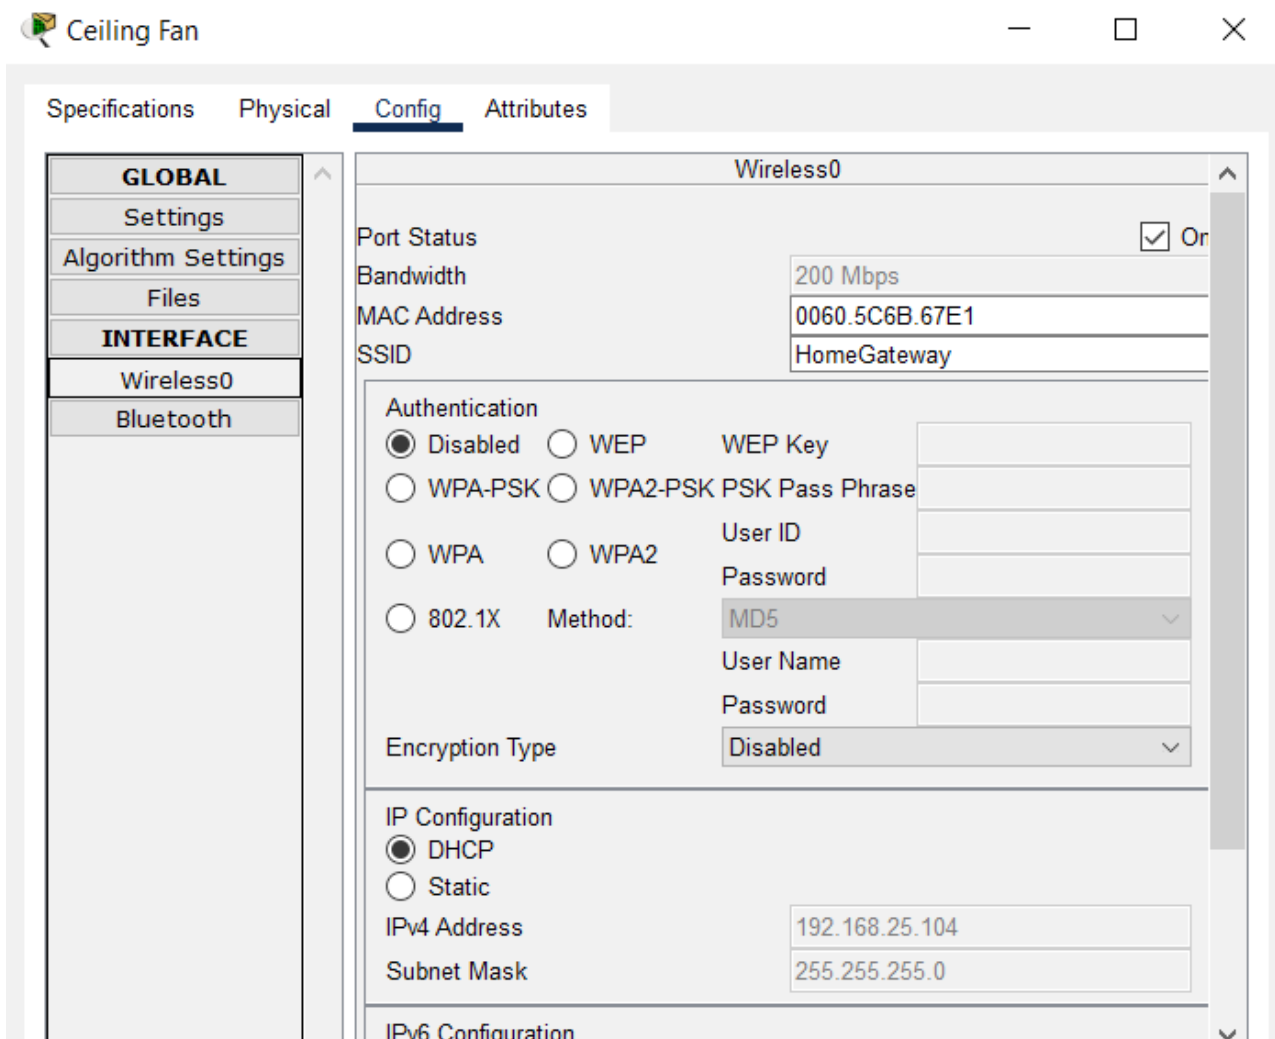 Ceiling Fan
Specifications Physical Config Attributes
GLOBAL
Settings
Algorithm Settings
Files
INTERFACE
Wireless0
Bluetooth
Wireless0
Port Status On
Bandwidth 200 Mbps
MAC Address 0060.5C6B.67E1
SSID HomeGateway
Authentication
Disabled WEP WEP Key
WPA-PSK WPA2-PSK PSK Pass Phrase
User ID
WPA WPA2
Password
802.1X Method: MD5
User Name
Password
Encryption Type Disabled
IP Configuration
DHCP
Static
IPv4 Address 192.168.25.104
Subnet Mask 255.255.255.0
IPv6 Configuration